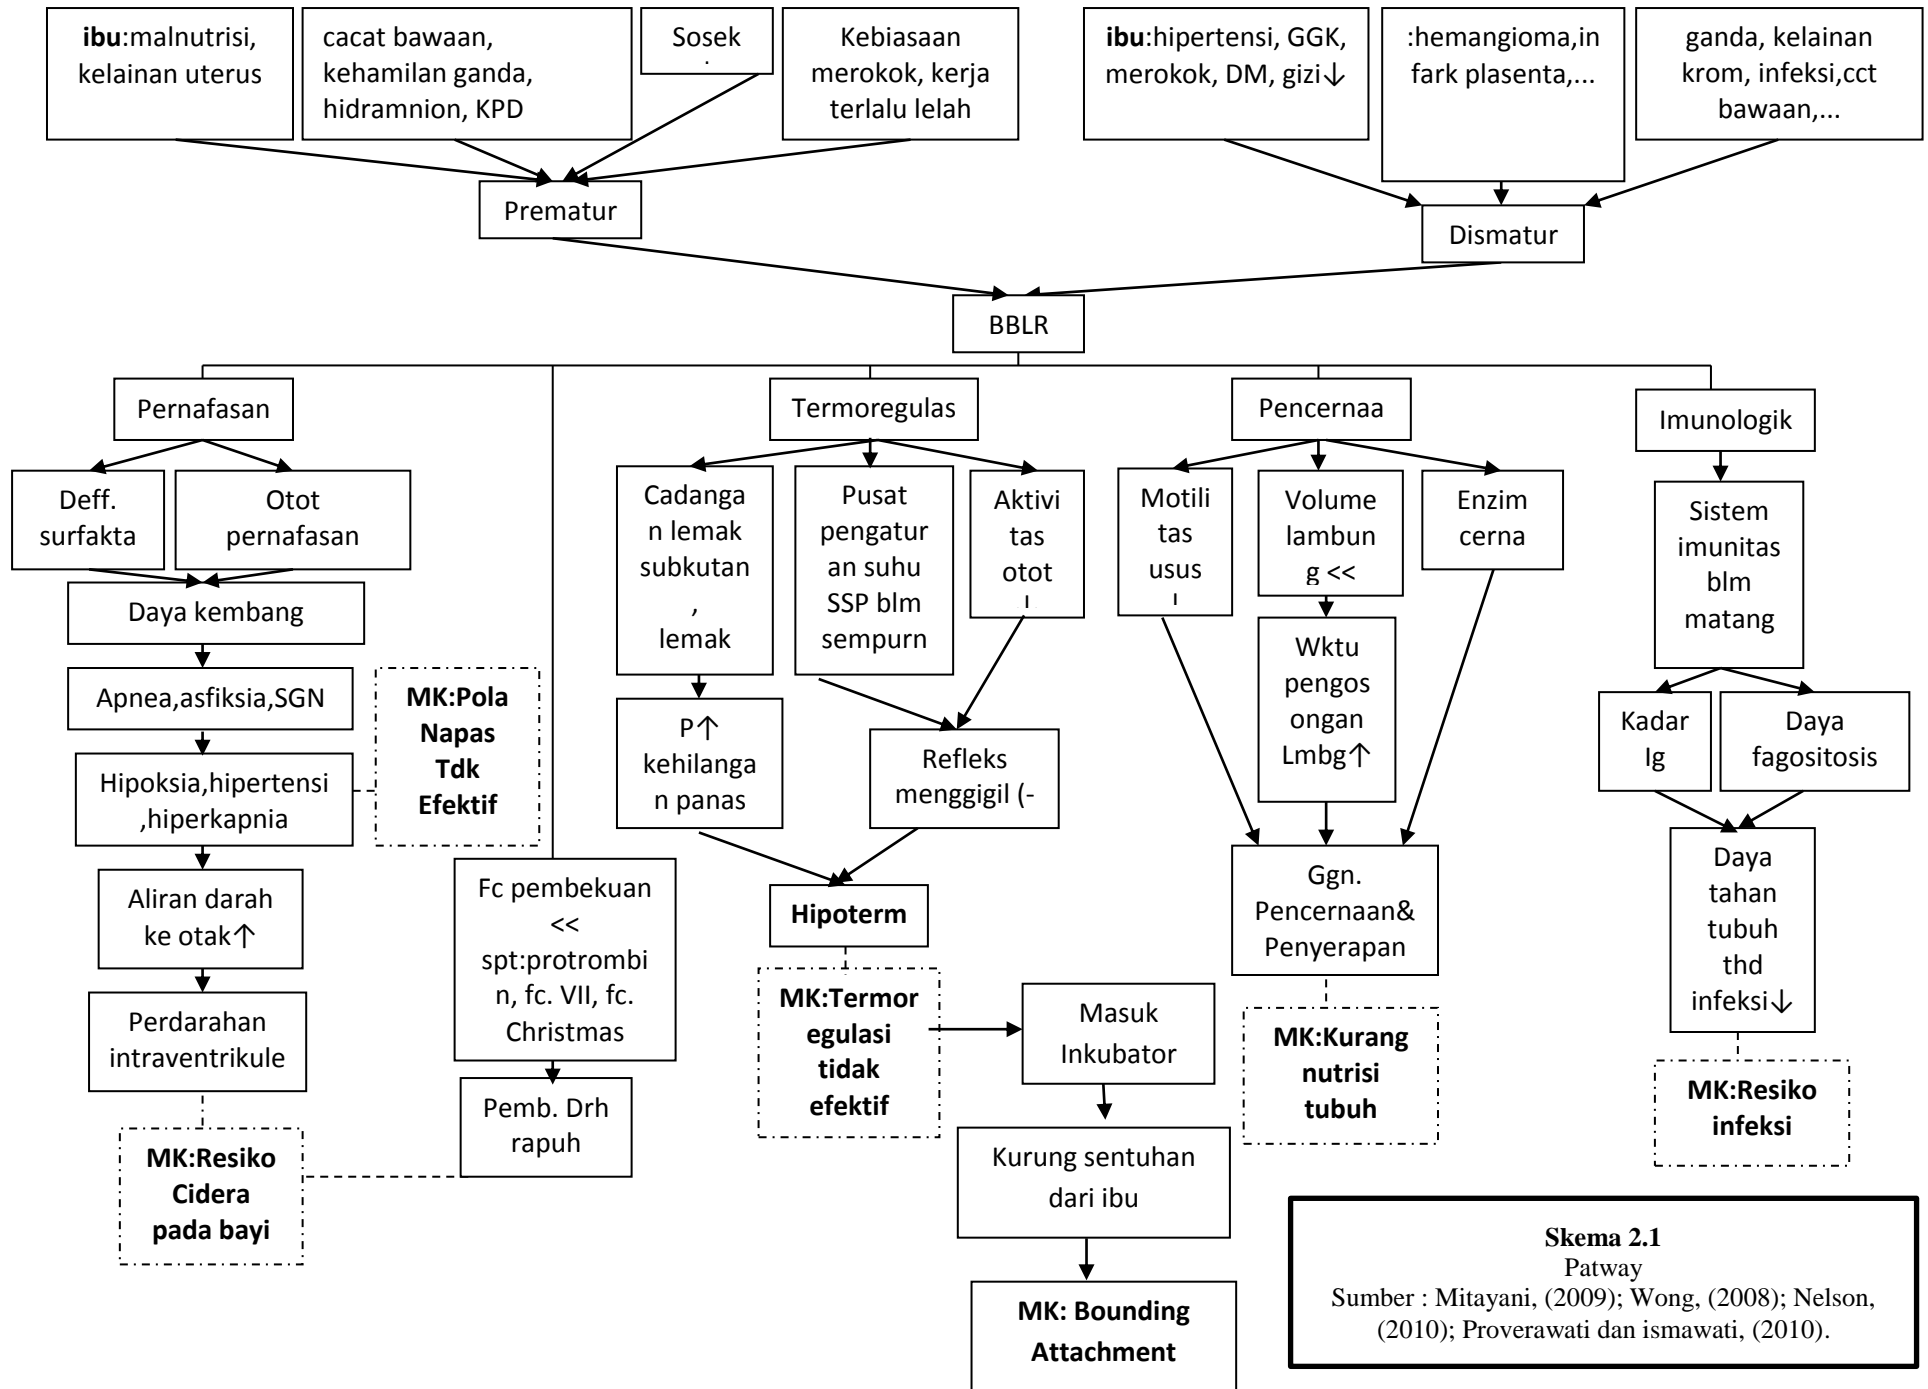 ibu:malnutrisi,
kelainan uterus
cacat bawaan,
kehamilan ganda,
hidramnion, KPD
Sosek
Kebiasaan
merokok, kerja
terlalu lelah
ibu:hipertensi, GGK,
merokok, DM, gizi↓
:hemangioma,in
fark plasenta,...
ganda, kelainan
krom, infeksi,cct
bawaan,...
Prematur
Dismatur
BBLR
Pernafasan
Termoregulas
Pencernaa
Imunologik
Deff.
surfakta
Otot
pernafasan
Cadanga
n lemak
subkutan
,
lemak
Pusat
pengatur
an suhu
SSP blm
sempurn
Aktivi
tas
otot
Motili
tas
usus
Volume
lambun
g <<
Enzim
cerna
Sistem
imunitas
blm
matang
Daya kembang
Wktu
pengos
ongan
Lmbg↑
Apnea,asfiksia,SGN
MK:Pola
Napas
Tdk
Efektif
P↑
kehilanga
n panas
Refleks
menggigil (-
Kadar
Ig
Daya
fagositosis
Hipoksia,hipertensi
,hiperkapnia
Aliran darah
ke otak↑
Fc pembekuan
<<
spt:protrombi
n, fc. VII, fc.
Christmas
Hipoterm
Ggn.
Pencernaan&
Penyerapan
Daya
tahan
tubuh
thd
infeksi↓
Perdarahan
intraventrikule
MK:Termor
egulasi
tidak
efektif
Masuk
Inkubator
MK:Kurang
nutrisi
tubuh
MK:Resiko
infeksi
Pemb. Drh
rapuh
MK:Resiko
Cidera
pada bayi
Kurung sentuhan
dari ibu
MK: Bounding
Attachment
Skema 2.1
Patway
Sumber : Mitayani, (2009); Wong, (2008); Nelson,
(2010); Proverawati dan ismawati, (2010).